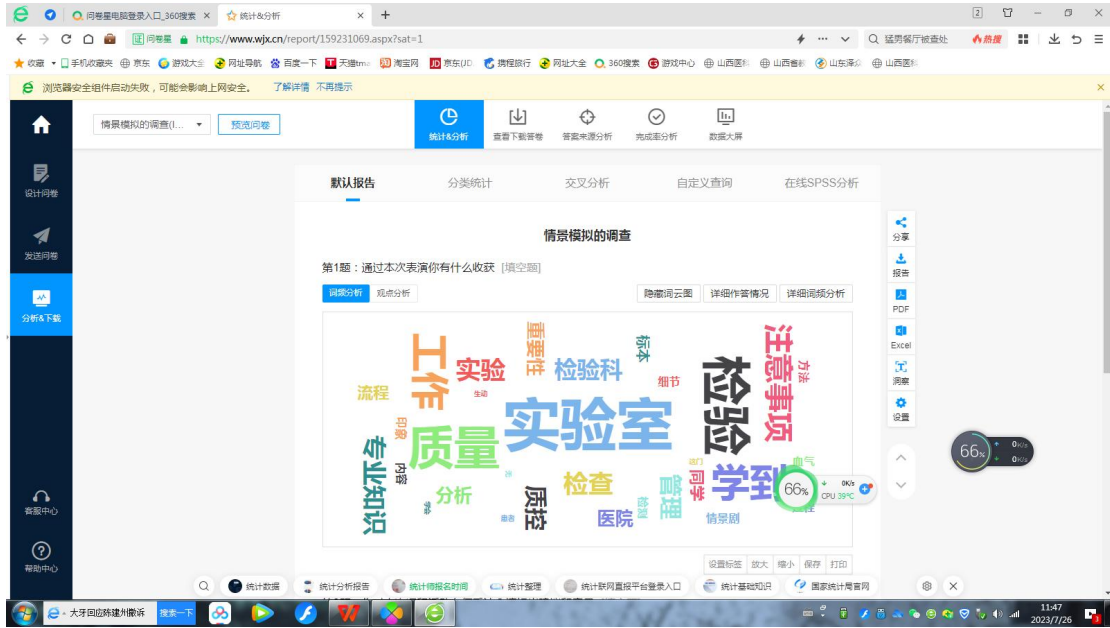 问卷星电脑登录入口_360搜索
统计&分析
2
问卷星
https://www.wjx.cn/report/159231069.aspx?sat=1
猛男餐厅被查处
热搜
收藏
手机收藏夹
京东
游戏大全
网址导航
百度一下
天猫tma
淘宝网
京东(JD
携程旅行
网址大全
360搜索
游戏中心
山西医科
山西省
山东泽众
山西医科
浏览器安全组件启动失败，可能会影响上网安全。
了解详情 不再提示
情景模拟的调查(I...
预览问卷
统计&分析
查看下载答卷
答案来源分析
完成率分析
数据大屏
设计问卷
发送问卷
分析&下载
客服中心
帮助中心
默认报告
分类统计
交叉分析
自定义查询
在线SPSS分析
情景模拟的调查
第1题：通过本次表演你有什么收获 [填空题]
词频分析
观点分析
隐藏词云图
详细作答情况
详细词频分析
分享
报告
PDF
Excel
洞察
设置
工作
重要性
标本
注意事项
方法
实验
检验科
细节
检验
流程
生动
实验室
印象
质量
专业知识
内容
分析
质控
检查
医院
管理
同学
学到
血气
情景剧
66%
0K/s
0K/s
66%
0K/s
CPU 39℃
设置标签
放大
缩小
保存
打印
统计数据
统计分析报告
统计师报名时间
统计整理
统计联网直报平台登录入口
统计基础知识
国家统计局官网
大牙回应陈建州撤诉
搜索一下
11:47
2023/7/26